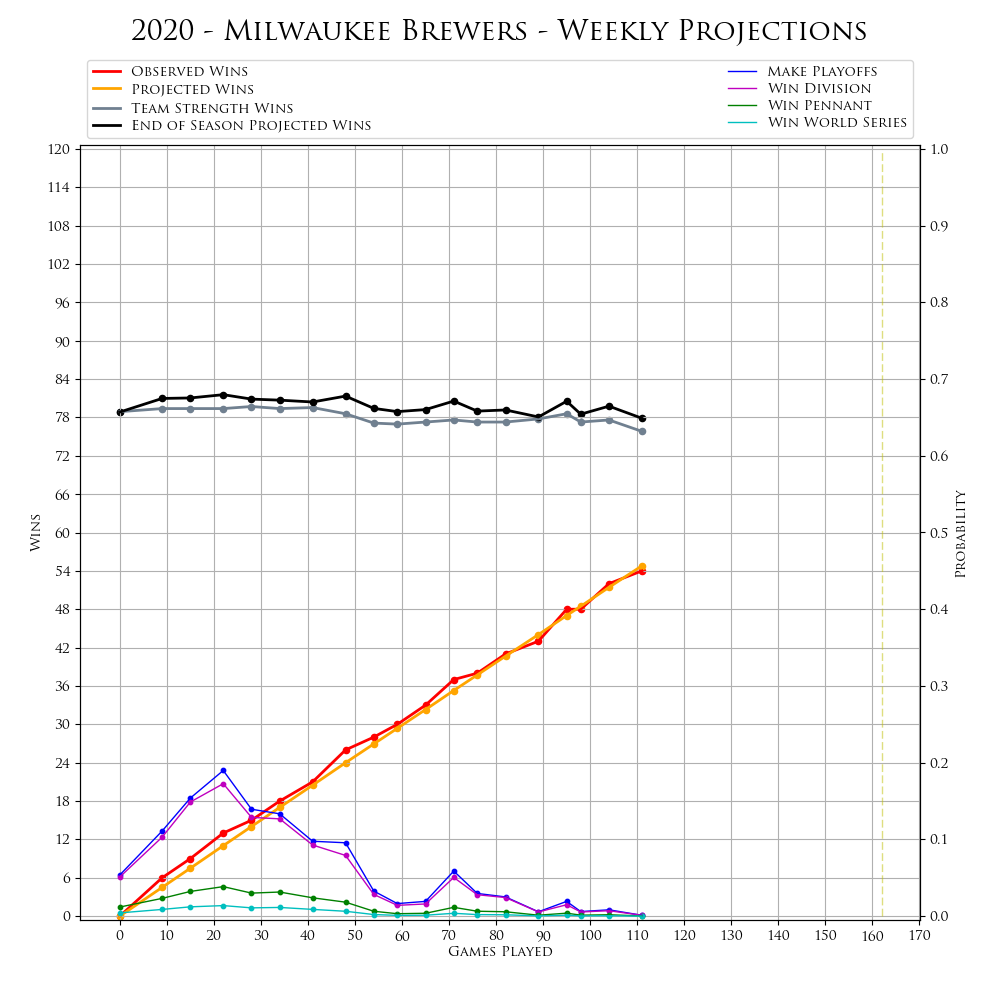 2020 - Milwaukee Brewers - Weekly Projections
Observed Wins
Projected Wins
Team Strength Wins
End of Season Projected Wins
Make Playoffs
Win Division
Win Pennant
Win World Series
120
114
108
102
96
90
84
78
72
66
60
54
48
42
36
30
24
18
12
6
0
Wins
1.0
0.9
0.8
0.7
0.6
0.5
0.4
0.3
0.2
0.1
0.0
Probability
0 10 20 30 40 50 60 70 80 90 100 110 120 130 140 150 160 170
Games Played